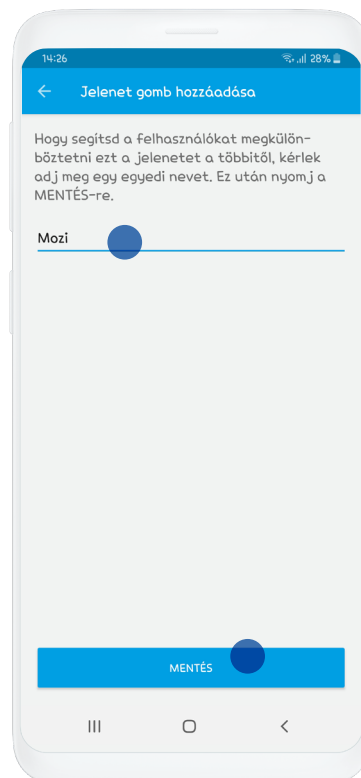 14:26 28%
Jelenet gomb hozzáadása
Hogy segítsd a felhasználókat megkülön-
böztetni ezt a jelenetet a többitől, kérlek
adj meg egy egyedi nevet. Ez után nyomj a
MENTÉS-re.
Mozi
MENTÉS